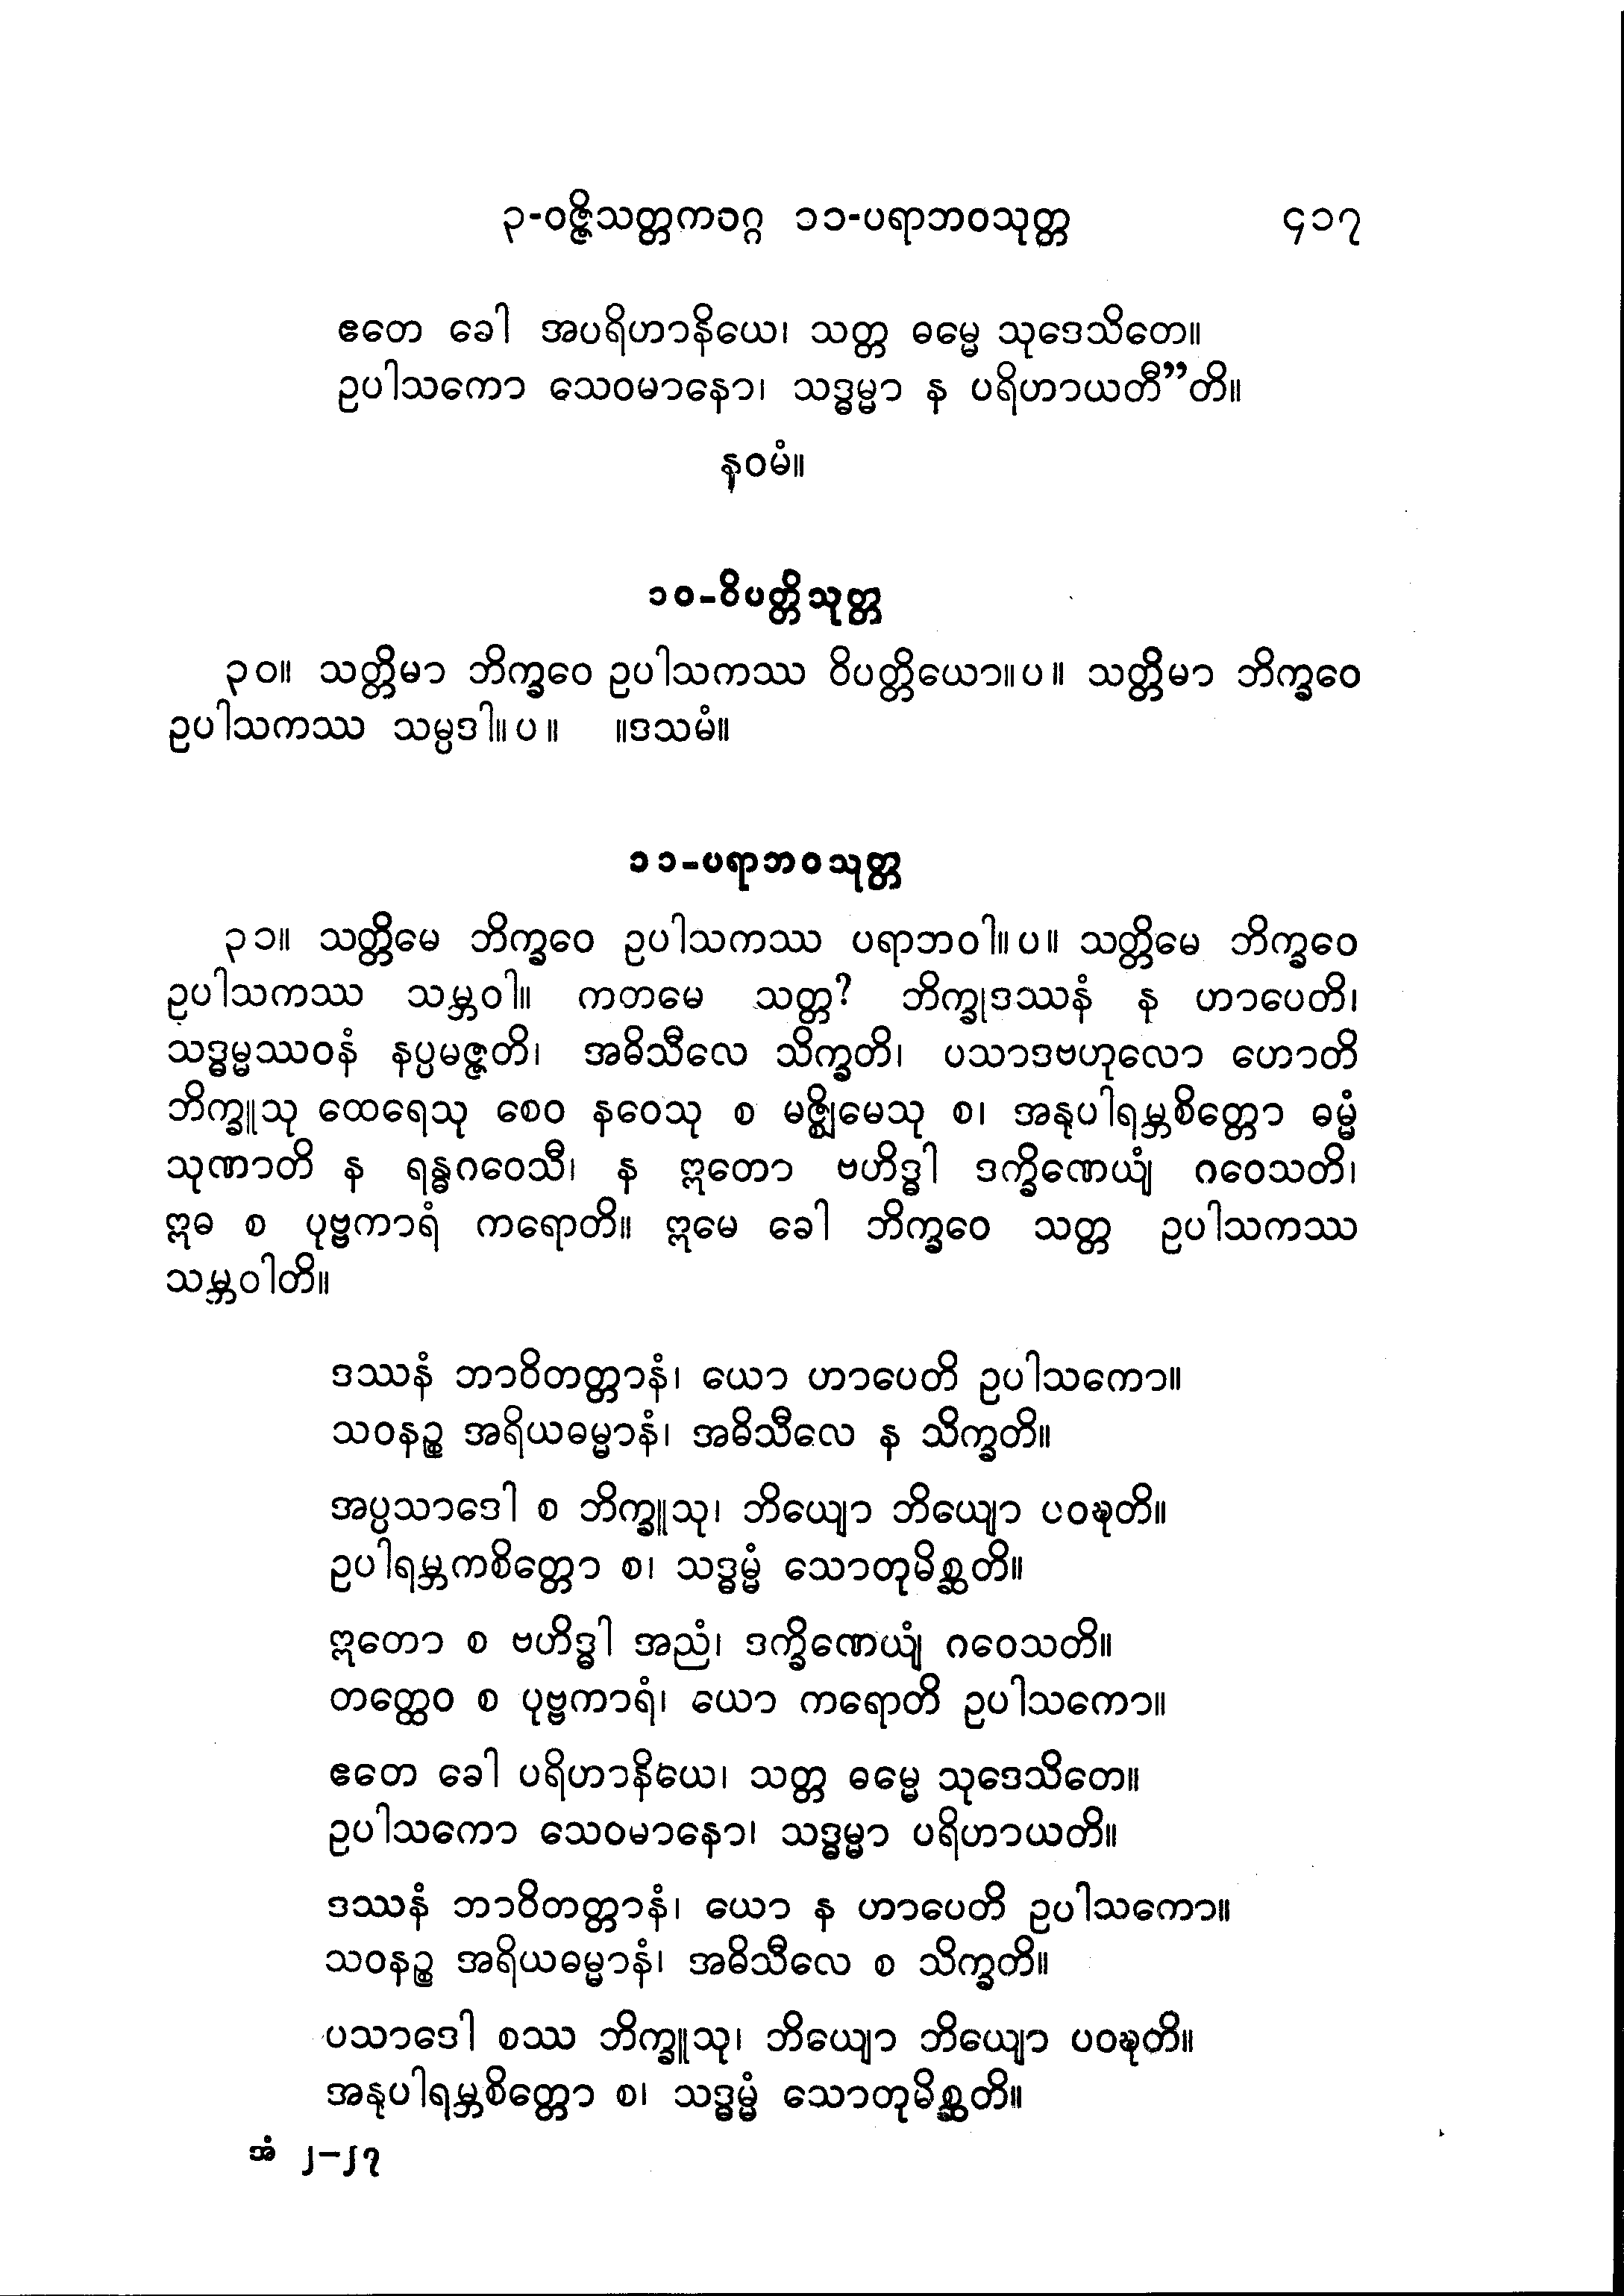 ၃-ဝဇ္ဇိသတ္တကဝဂ္ဂ ၁၁-ပရာဘဝသုတ္တ ၄၁၇
ဧတေ ခေါ အပရိဟာနိယေ၊ သတ္တ ဓမ္မေ သုဒေသိတေ။
ဥပါသကော သေဝမာနော၊ သဒ္ဓမ္မာ န ပရိဟာယတီ”တိ။
နဝမံ။
၁၀-ဝိပတ္တိသုတ္တ
၃၀။ သတ္တိမာ ဘိက္ခဝေ ဥပါသကဿ ဝိပတ္တိယော။ပ။ သတ္တိမာ ဘိက္ခဝေ
ဥပါသကဿ သမ္ပဒါ။ပ။ ။ဒသမံ။
၁၁-ပရာဘဝသုတ္တ
၃၁။ သတ္တိမေ ဘိက္ခဝေ ဥပါသကဿ ပရာဘဝါ။ပ။ သတ္တိမေ ဘိက္ခဝေ
ဥပါသကဿ သမ္ဘဝါ။ ကတမေ သတ္တ? ဘိက္ခုဒဿနံ န ဟာပေတိ၊
သဒ္ဓမ္မဿဝနံ နပ္ပမဇ္ဇတိ၊ အဓိသီလေ သိက္ခတိ၊ ပသာဒဗဟုလော ဟောတိ
ဘိက္ခူသု ထေရေသု စေဝ နဝေသု စ မဇ္ဈိမေသု စ၊ အနုပါရမ္ဘစိတ္တော ဓမ္မံ
သုဏာတိ န ရန္ဓဂဝေသီ၊ န ဣတော ဗဟိဒ္ဓါ ဒက္ခိဏေယျံ ဂဝေသတိ၊
ဣဓ စ ပုဗ္ဗကာရံ ကရောတိ။ ဣမေ ခေါ ဘိက္ခဝေ သတ္တ ဥပါသကဿ
သမ္ဘဝါတိ။
ဒဿနံ ဘာဝိတတ္တာနံ၊ ယော ဟာပေတိ ဥပါသကော။
သဝနဉ္စ အရိယဓမ္မာနံ၊ အဓိသီလေ န သိက္ခတိ။
အပ္ပသာဒေါ စ ဘိက္ခူသု၊ ဘိယျော ဘိယျော ပဝဍ္ဎတိ။
ဥပါရမ္ဘကစိတ္တော စ၊ သဒ္ဓမ္မံ သောတုမိစ္ဆတိ။
ဣတော စ ဗဟိဒ္ဓါ အညံ၊ ဒက္ခိဏေယျံ ဂဝေသတိ။
တတ္ထေဝ စ ပုဗ္ဗကာရံ၊ ယော ကရောတိ ဥပါသကော။
ဧတေ ခေါ ပရိဟာနိယေ၊ သတ္တ ဓမ္မေ သုဒေသိတေ။
ဥပါသကော သေဝမာနော၊ သဒ္ဓမ္မာ ပရိဟာယတိ။
ဒဿနံ ဘာဝိတတ္တာနံ၊ ယော န ဟာပေတိ ဥပါသကော။
သဝနဉ္စ အရိယဓမ္မာနံ၊ အဓိသီလေ စ သိက္ခတိ။
ပသာဒေါ စဿ ဘိက္ခူသု၊ ဘိယျော ဘိယျော ပဝဍ္ဎတိ။
အနုပါရမ္ဘစိတ္တော စ၊ သဒ္ဓမ္မံ သောတုမိစ္ဆတိ။
အံ ၂–၂၇